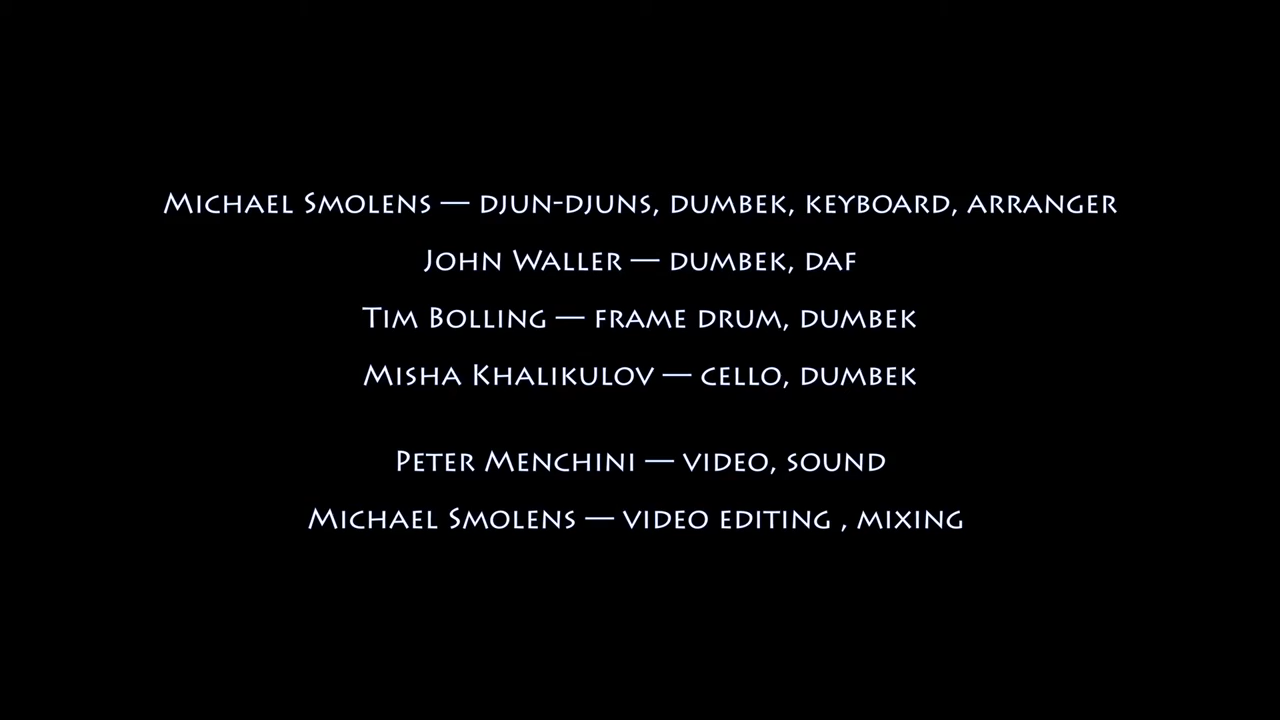 Michael Smolens — djun-djuns, dumbek, keyboard, arranger
John Waller — dumbek, daf
Tim Bolling — frame drum, dumbek
Misha Khalikulov — cello, dumbek
Peter Menchini — video, sound
Michael Smolens — video editing , mixing